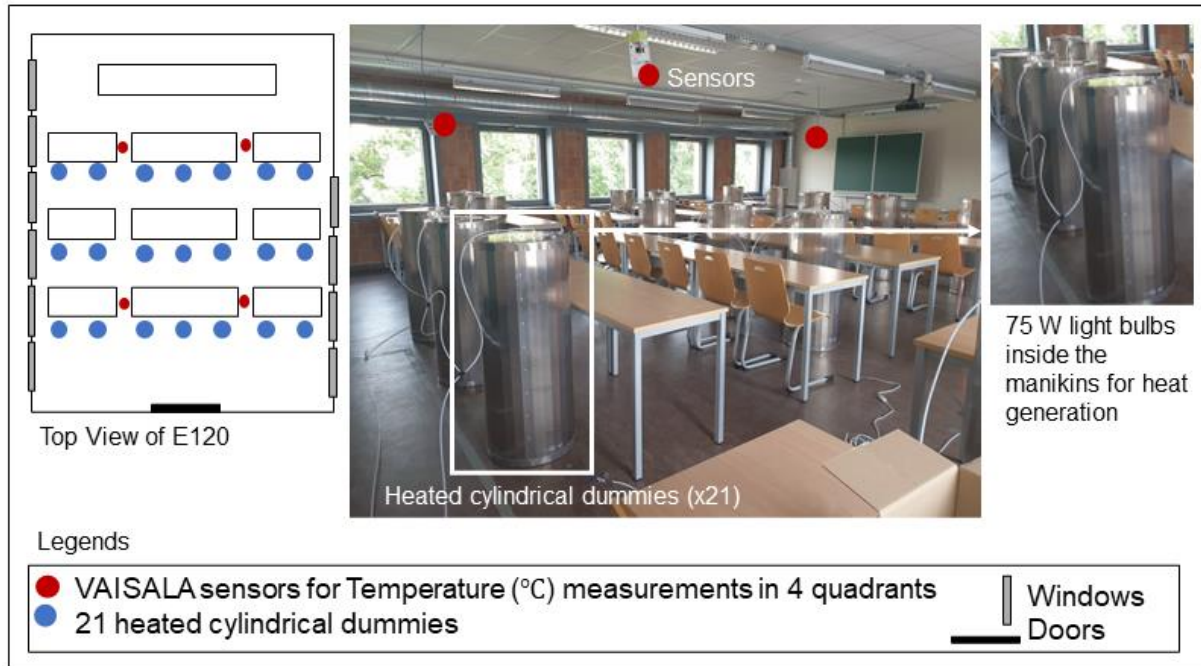 Top View of E120
Sensors
Heated cylindrical dummies (x21)
75 W light bulbs
inside the
manikins for heat
generation
Legends
VAISALA sensors for Temperature (°C) measurements in 4 quadrants
21 heated cylindrical dummies
Windows
Doors